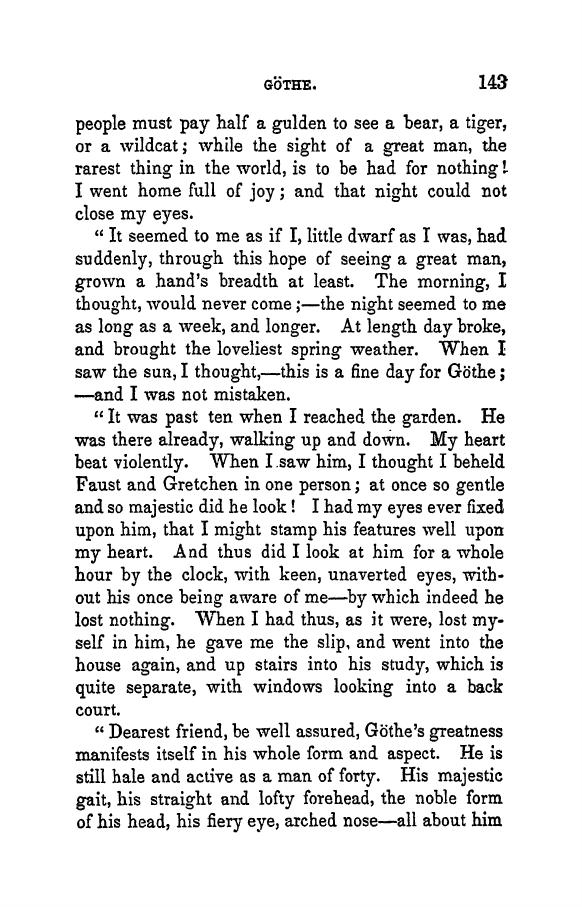 GÖTHE. 143
people must pay half a gulden to see a bear, a tiger,
or a wildcat; while the sight of a great man, the
rarest thing in the world, is to be had for nothing!
I went home full of joy; and that night could not
close my eyes.
“ It seemed to me as if I, little dwarf as I was, had
suddenly, through this hope of seeing a great man,
grown a hand's breadth at least. The morning, I
thought, would never come;—the night seemed to me
as long as a week, and longer. At length day broke,
and brought the loveliest spring weather. When I
saw the sun, I thought,—this is a fine day for Göthe;
—and I was not mistaken.
“ It was past ten when I reached the garden. He
was there already, walking up and down. My heart
beat violently. When I saw him, I thought I beheld
Faust and Gretchen in one person; at once so gentle
and so majestic did he look! I had my eyes ever fixed
upon him, that I might stamp his features well upon
my heart. And thus did I look at him for a whole
hour by the clock, with keen, unaverted eyes, with-
out his once being aware of me—by which indeed he
lost nothing. When I had thus, as it were, lost my-
self in him, he gave me the slip, and went into the
house again, and up stairs into his study, which is
quite separate, with windows looking into a back
court.
“ Dearest friend, be well assured, Göthe's greatness
manifests itself in his whole form and aspect. He is
still hale and active as a man of forty. His majestic
gait, his straight and lofty forehead, the noble form
of his head, his fiery eye, arched nose—all about him